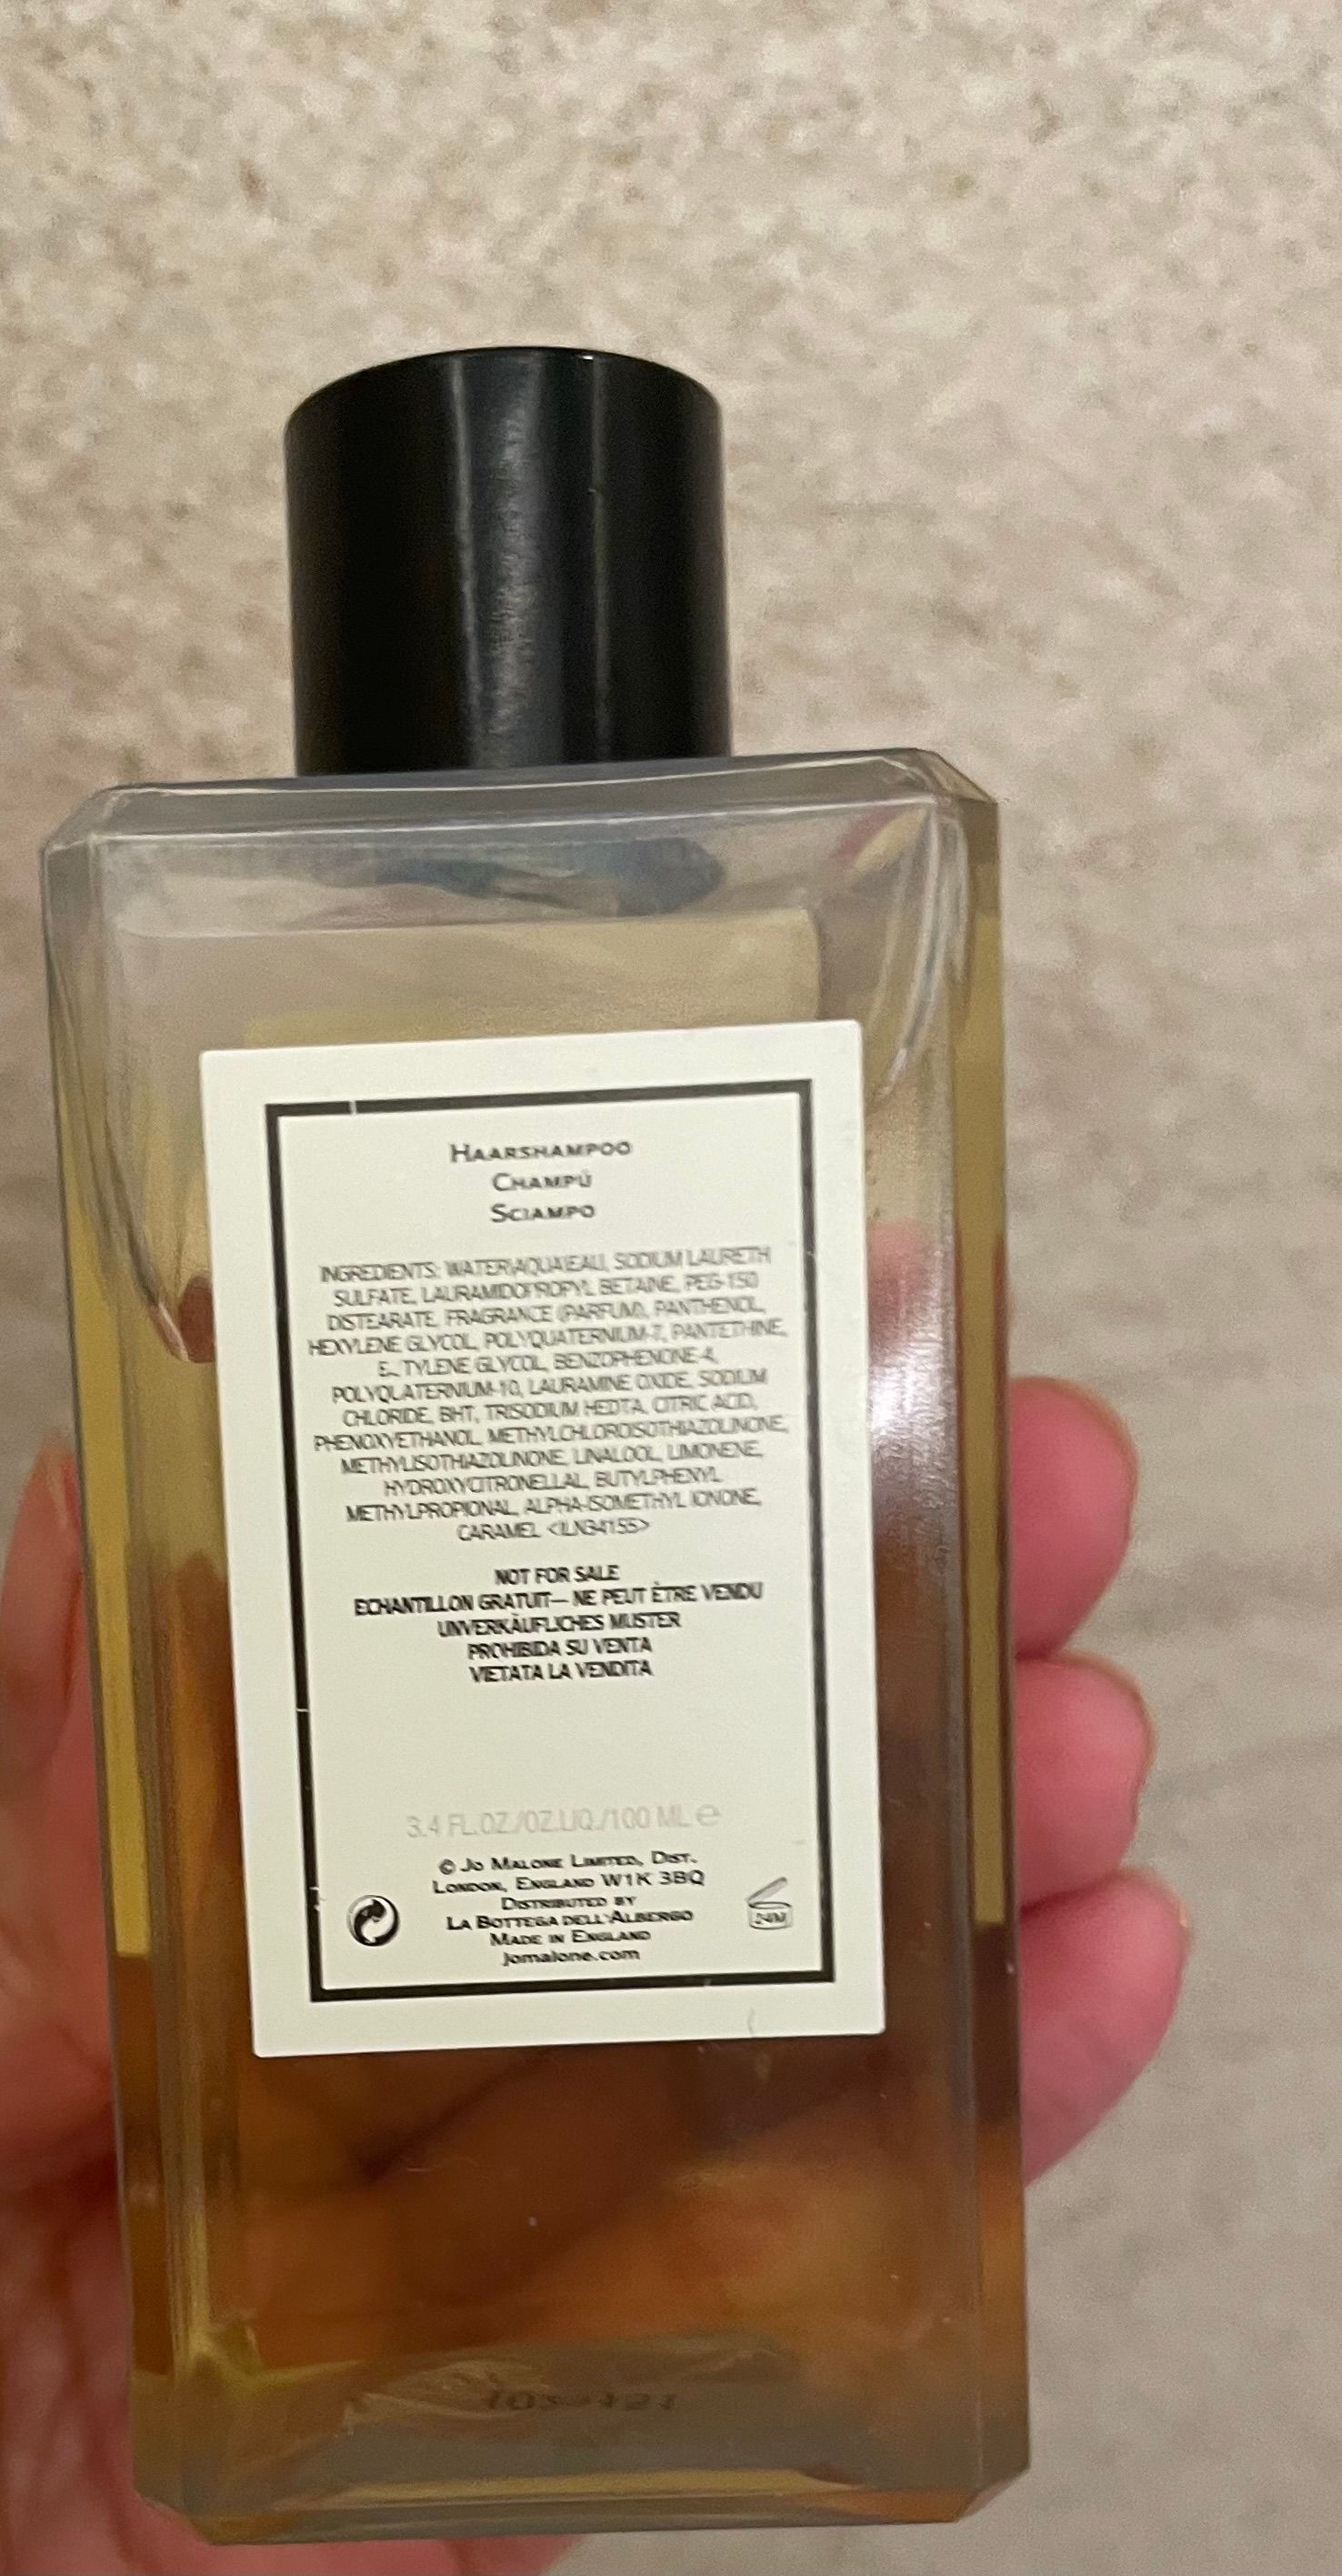 HAARSHAMPOO
CHAMPÚ
SCIAMPO
INGREDIENTS: WATER\AQUA\EAU, SODIUM LAURETH
SULFATE, LAURAMIDOPROPYL BETAINE, PEG-150
DISTEARATE, FRAGRANCE (PARFUM), PANTHENOL,
HEXYLENE GLYCOL, POLYQUATERNIUM-7, PANTETHINE,
GLYCOL, BENZOPHENONE-4,
POLYQUATERNIUM-10, LAURAMINE OXIDE, SODIUM
CHLORIDE, BHT, TRISODIUM HEDTA, CITRIC ACID,
PHENOXYETHANOL, METHYLCHLOROISOTHIAZOLINONE,
METHYLISOTHIAZOLINONE, LINALOOL, LIMONENE,
HYDROXYCITRONELLAL, BUTYLPHENYL
METHYLPROPIONAL, ALPHA-ISOMETHYL IONONE,
CARAMEL <ILN34155>
NOT FOR SALE
ECHANTILLON GRATUIT— NE PEUT ÊTRE VENDU
UNVERKÄUFLICHES MUSTER
PROHIBIDA SU VENTA
VIETATA LA VENDITA
3.4 FL.OZ./OZ.LIQ./100 ML ℮
© JO MALONE LIMITED, DIST.
LONDON, ENGLAND W1K 3BQ
DISTRIBUTED BY
LA BOTTEGA DELL'ALBERGO
MADE IN ENGLAND
jomalone.com
24M